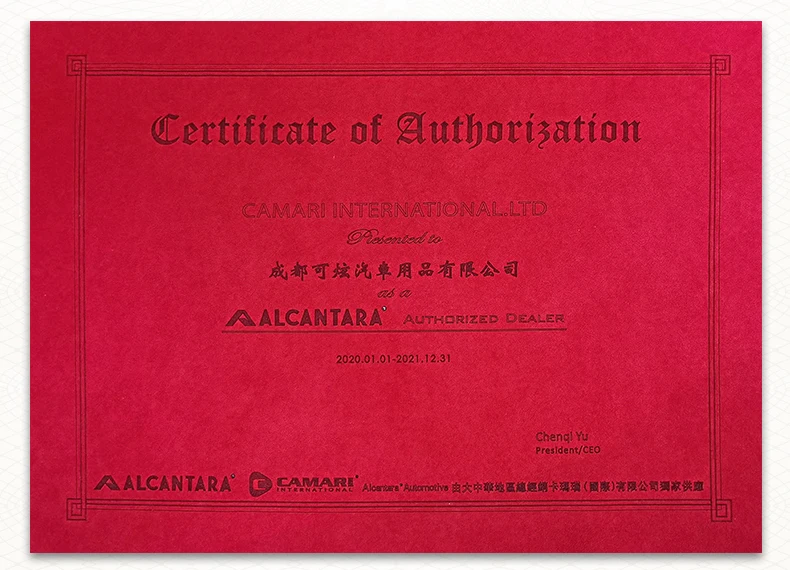 Certificate of Authorization
CAMARI INTERNATIONAL.LTD
Presented to
成都可炫汽車用品有限公司
as a
ALCANTARA® AUTHORIZED DEALER
2020.01.01-2021.12.31
Chenqi Yu
President/CEO
ALCANTARA® CAMARI® INTERNATIONAL Alcantara® Automotive 由大中華地區總經銷卡瑪瑞(國際)有限公司獨家供應